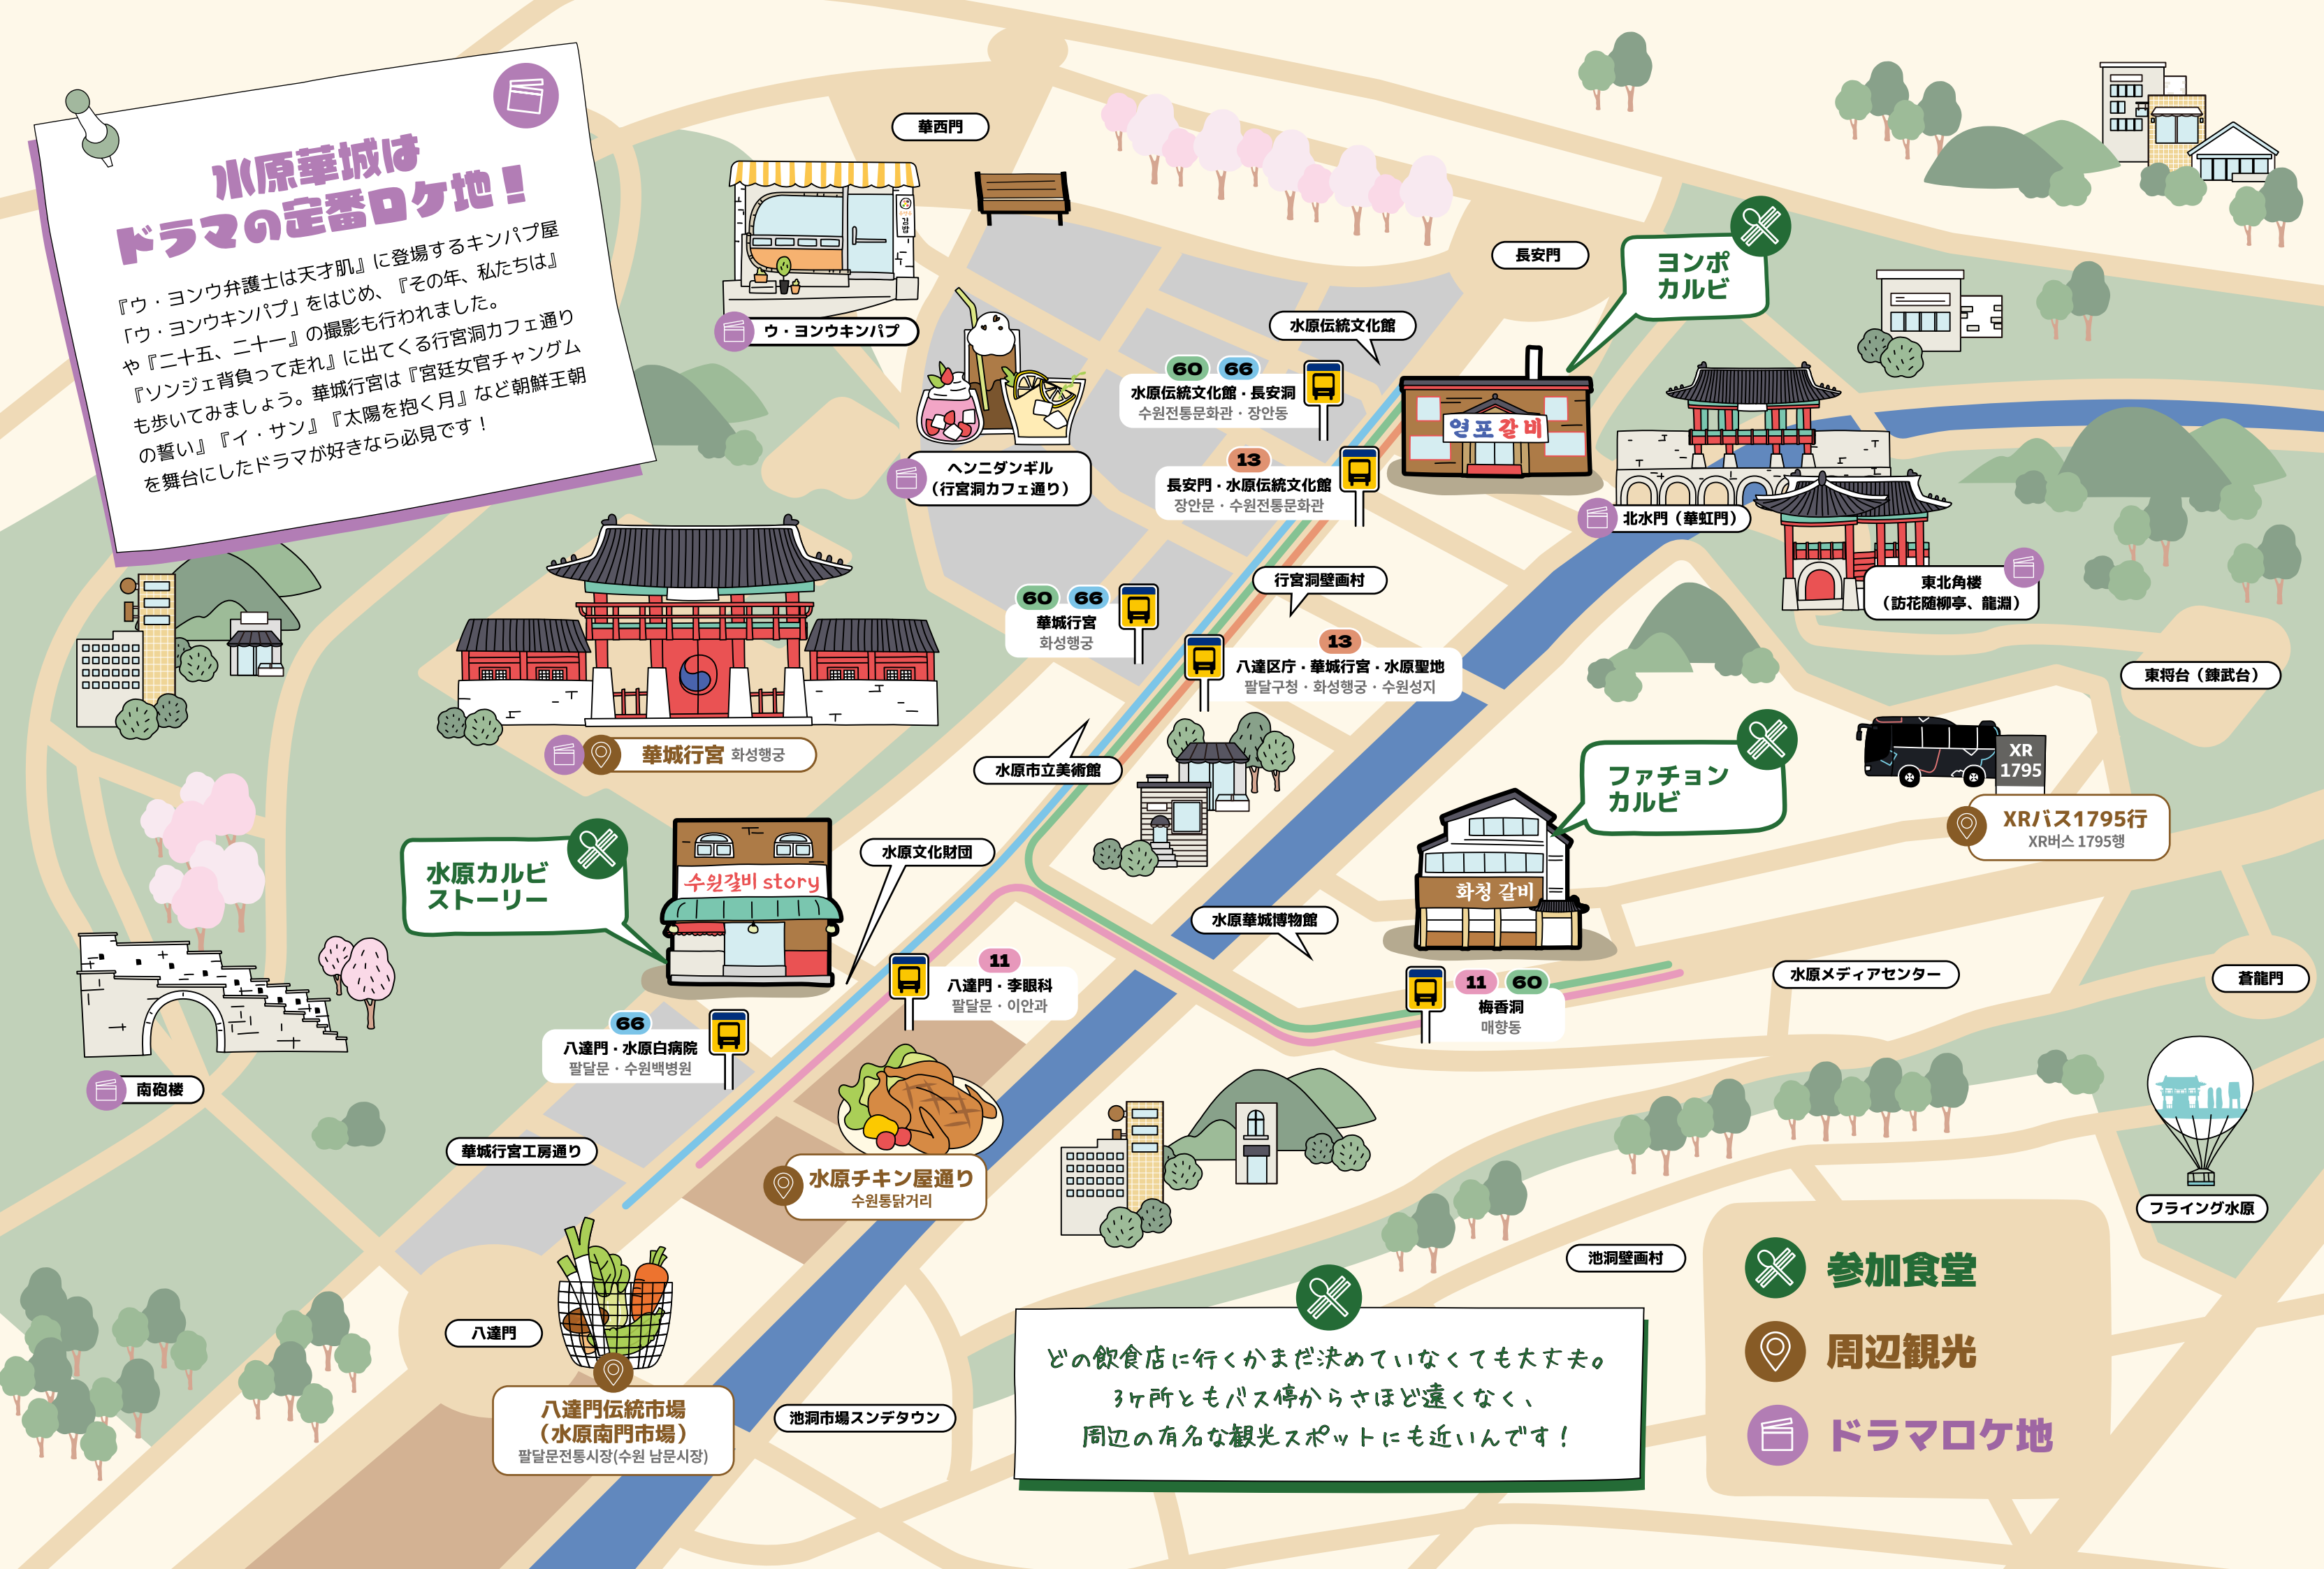 水原華城は
ドラマの定番ロケ地！
『ウ・ヨンウ弁護士は天才肌』に登場するキンパプ屋
「ウ・ヨンウキンパプ」をはじめ、『その年、私たちは』
や『二十五、二十一』の撮影も行われました。
『ソンジェ背負って走れ』に出てくる行宮洞カフェ通り
も歩いてみましょう。華城行宮は『宮廷女官チャングム
の誓い』『イ・サン』『太陽を抱く月』など朝鮮王朝
を舞台にしたドラマが好きなら必見です！
華西門
김밥
ウ・ヨンウキンパプ
長安門
ヨンポ
カルビ
水原伝統文化館
60 66
水原伝統文化館・長安洞
수원전통문화관・장안동
영포갈비
ヘンニダンギル
（行宮洞カフェ通り）
13
長安門・水原伝統文化館
장안문・수원전통문화관
北水門（華虹門）
東北角楼
（訪花随柳亭、龍淵）
行宮洞壁画村
60 66
華城行宮
화성행궁
13
八達区庁・華城行宮・水原聖地
팔달구청・화성행궁・수원성지
東将台（錬武台）
華城行宮 화성행궁
水原市立美術館
ファチョン
カルビ
XR
1795
XRバス1795行
XR버스 1795행
水原カルビ
ストーリー
수원갈비 story
水原文化財団
화청갈비
水原華城博物館
11
八達門・李眼科
팔달문・이안과
11 60
梅香洞
매향동
水原メディアセンター
蒼龍門
66
八達門・水原白病院
팔달문・수원백병원
南砲楼
華城行宮工房通り
水原チキン屋通り
수원통닭거리
フライング水原
池洞壁画村
八達門
八達門伝統市場
（水原南門市場）
팔달문전통시장(수원 남문시장)
池洞市場スンデタウン
どの飲食店に行くかまだ決めていなくても大丈夫。
3ヶ所ともバス停からさほど遠くなく、
周辺の有名な観光スポットにも近いんです！
参加食堂
周辺観光
ドラマロケ地